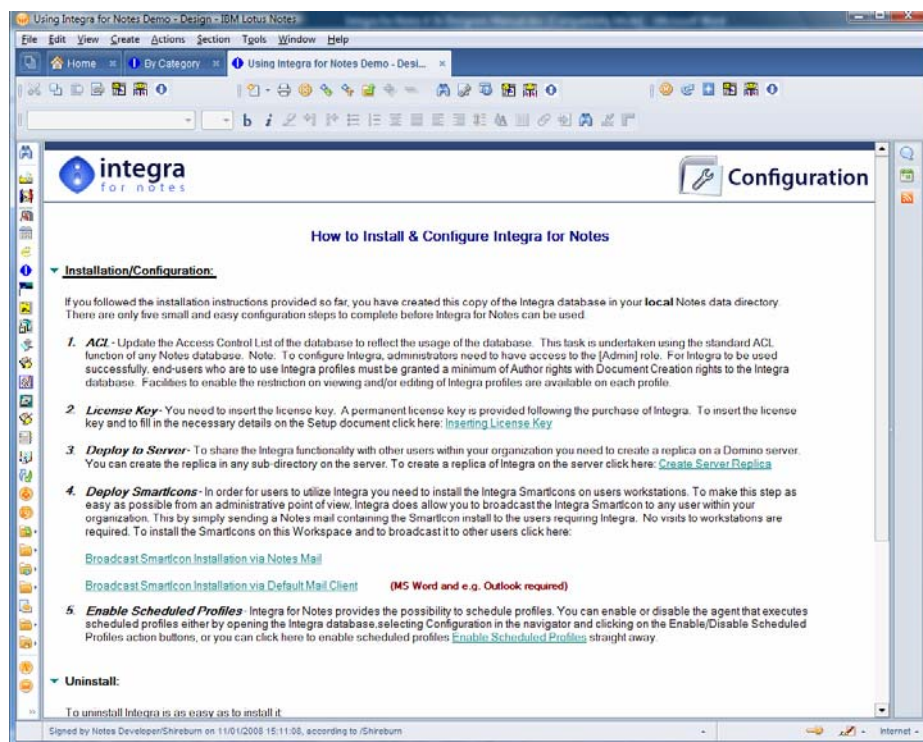 Using Integra for Notes Demo - Design - IBM Lotus Notes
File Edit View Create Actions Section Tools Window Help
Home
By Category
Using Integra for Notes Demo - Desi...
b i
integra
for notes
Configuration
How to Install & Configure Integra for Notes
Installation/Configuration:
If you followed the installation instructions provided so far, you have created this copy of the Integra database in your local Notes data directory.
There are only five small and easy configuration steps to complete before Integra for Notes can be used
1. ACL - Update the Access Control List of the database to reflect the usage of the database. This task is undertaken using the standard ACL
function of any Notes database. Note: To configure Integra, administrators need to have access to the [Admin] role. For Integra to be used
successfully, end-users who are to use Integra profiles must be granted a minimum of Author rights with Document Creation rights to the Integra
database. Facilities to enable the restriction on viewing and/or editing of Integra profiles are available on each profile.
2. License Key - You need to insert the license key. A permanent license key is provided following the purchase of Integra. To insert the license
key and to fill in the necessary details on the Setup document click here: Inserting License Key
3. Deploy to Server - To share the Integra functionality with other users within your organization you need to create a replica on a Domino server.
You can create the replica in any sub-directory on the server. To create a replica of Integra on the server click here: Create Server Replica
4. Deploy SmartIcons - In order for users to utilize Integra you need to install the Integra SmartIcons on users workstations. To make this step as
easy as possible from an administrative point of view, Integra does allow you to broadcast the Integra SmartIcon to any user within your
organization. This by simply sending a Notes mail containing the SmartIcon install to the users requiring Integra. No visits to workstations are
required. To install the SmartIcons on this Workspace and to broadcast it to other users click here:
Broadcast SmartIcon Installation via Notes Mail
Broadcast SmartIcon Installation via Default Mail Client (MS Word and e.g. Outlook required)
5. Enable Scheduled Profiles - Integra for Notes provides the possibility to schedule profiles. You can enable or disable the agent that executes
scheduled profiles either by opening the Integra database,selecting Configuration in the navigator and clicking on the Enable/Disable Scheduled
Profiles action buttons, or you can click here to enable scheduled profiles Enable Scheduled Profiles straight away.
Uninstall:
To uninstall Integra is as easy as to install it
Signed by Notes Developer/Shireburn on 11/01/2008 15:11:08, according to /Shireburn
Internet